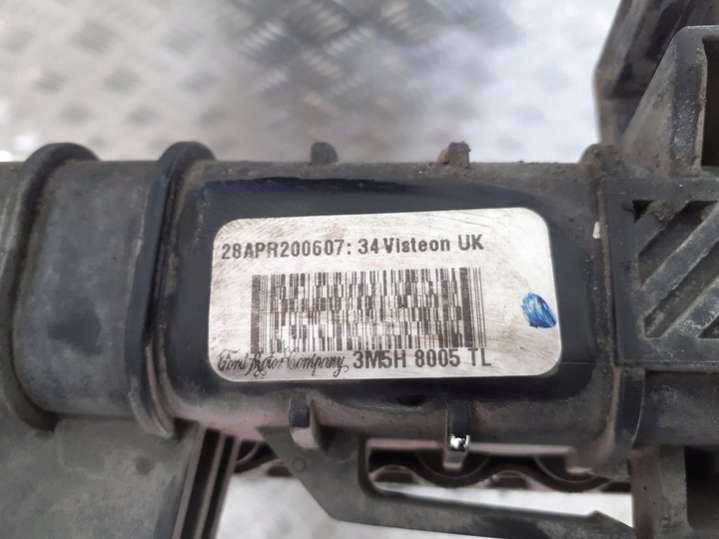 28APR200607:34 Visteon UK
Ford Motor Company 3M5H 8005 TL